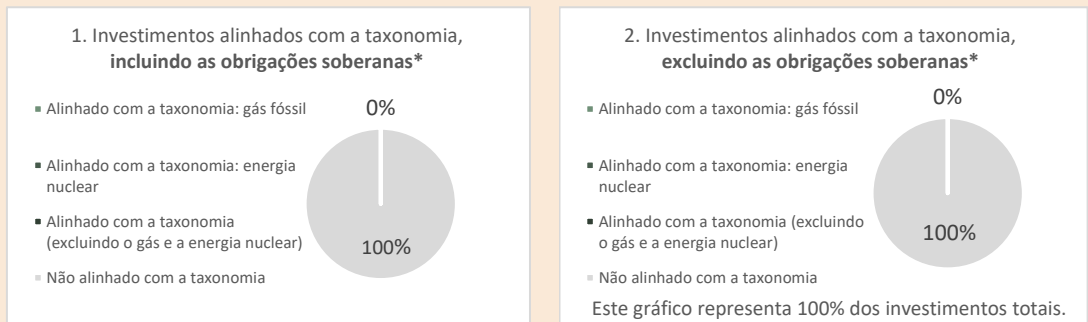 1. Investimentos alinhados com a taxonomia,
incluindo as obrigações soberanas*
Alinhado com a taxonomia: gás fóssil
0%
Alinhado com a taxonomia: energia
nuclear
Alinhado com a taxonomia
(excluindo o gás e a energia nuclear)
100%
Não alinhado com a taxonomia
2. Investimentos alinhados com a taxonomia,
excluindo as obrigações soberanas*
Alinhado com a taxonomia: gás fóssil
0%
Alinhado com a taxonomia: energia
nuclear
Alinhado com a taxonomia (excluindo
o gás e a energia nuclear)
100%
Não alinhado com a taxonomia
Este gráfico representa 100% dos investimentos totais.